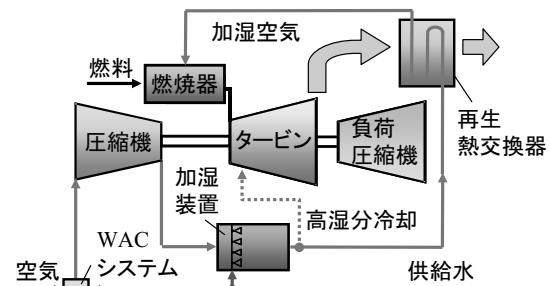 加湿空気
燃料
燃焼器
圧縮機
タービン
負荷
圧縮機
再生
熱交換器
加湿
装置
高湿分冷却
WAC
システム
空気
供給水